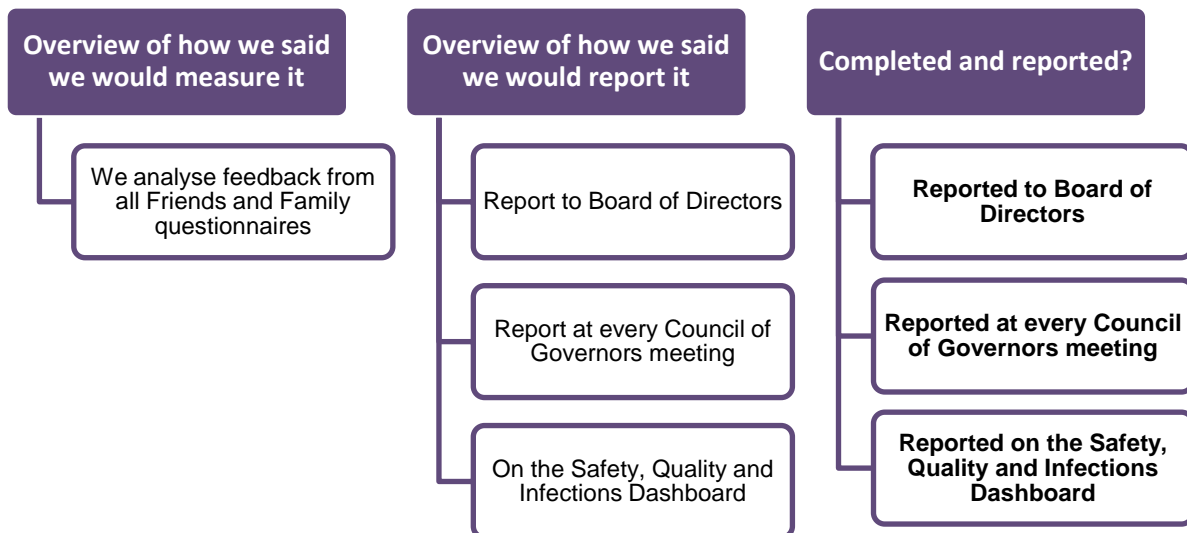 Overview of how we said
we would measure it
We analyse feedback from
all Friends and Family
questionnaires
Overview of how we said
we would report it
Report to Board of Directors
Report at every Council of
Governors meeting
On the Safety, Quality and
Infections Dashboard
Completed and reported?
Reported to Board of
Directors
Reported at every Council
of Governors meeting
Reported on the Safety,
Quality and Infections
Dashboard